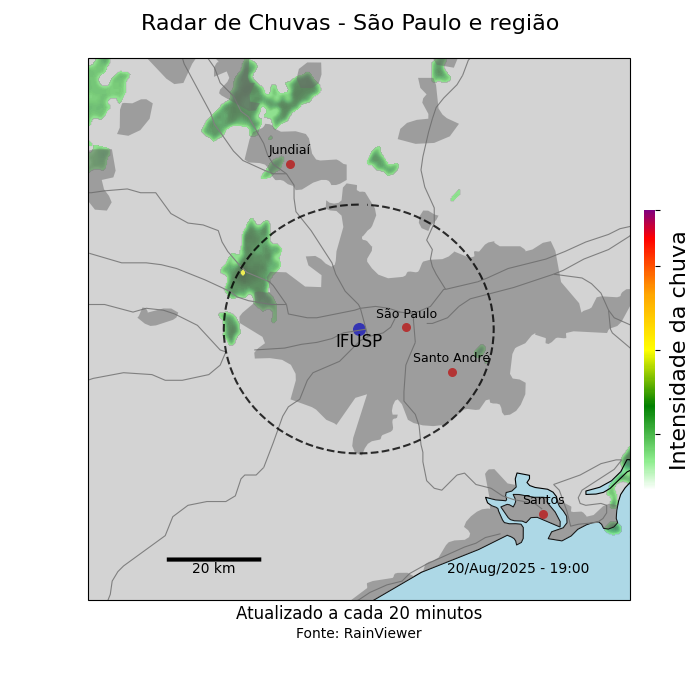 Radar de Chuvas - São Paulo e região
Jundiaí
São Paulo
IFUSP
Santo André
Santos
20 km
20/Aug/2025 - 19:00
Intensidade da chuva
Atualizado a cada 20 minutos
Fonte: RainViewer